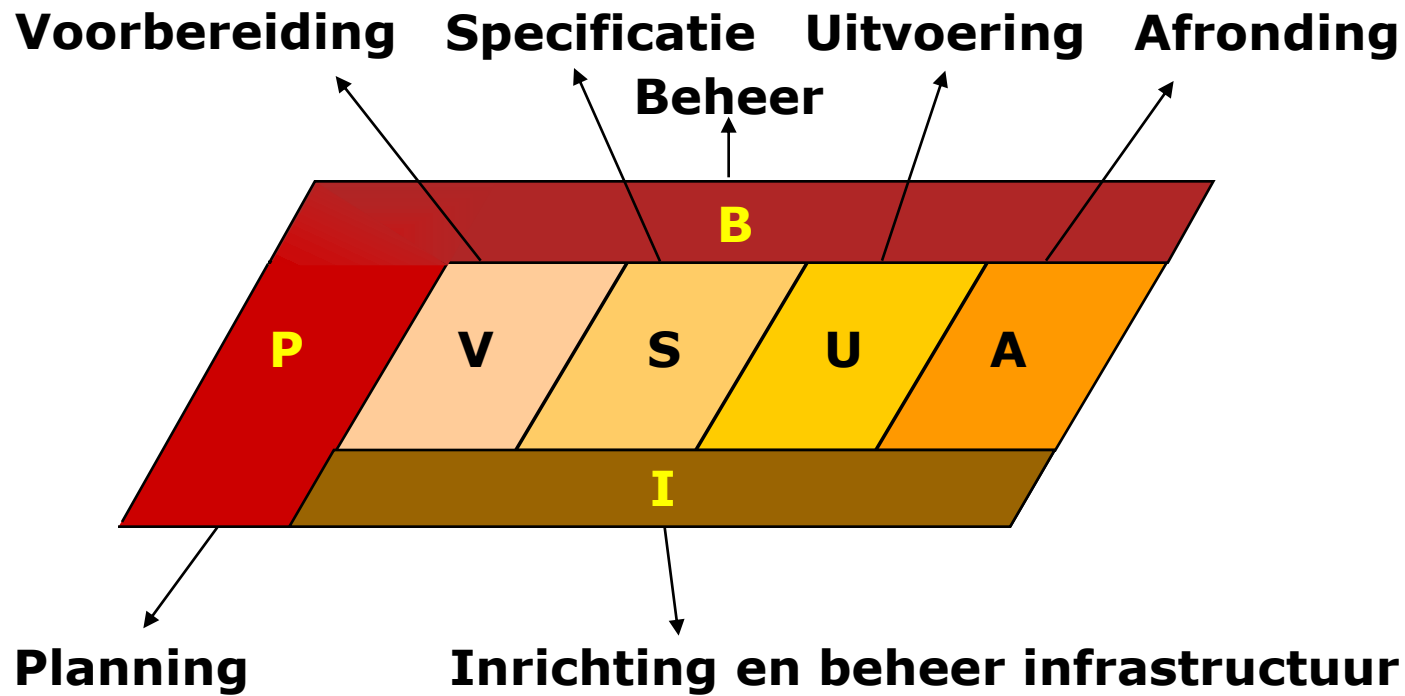 Voorbereiding Specificatie Uitvoering Afronding
Beheer
B
P V S U A
I
Planning Inrichting en beheer infrastructuur